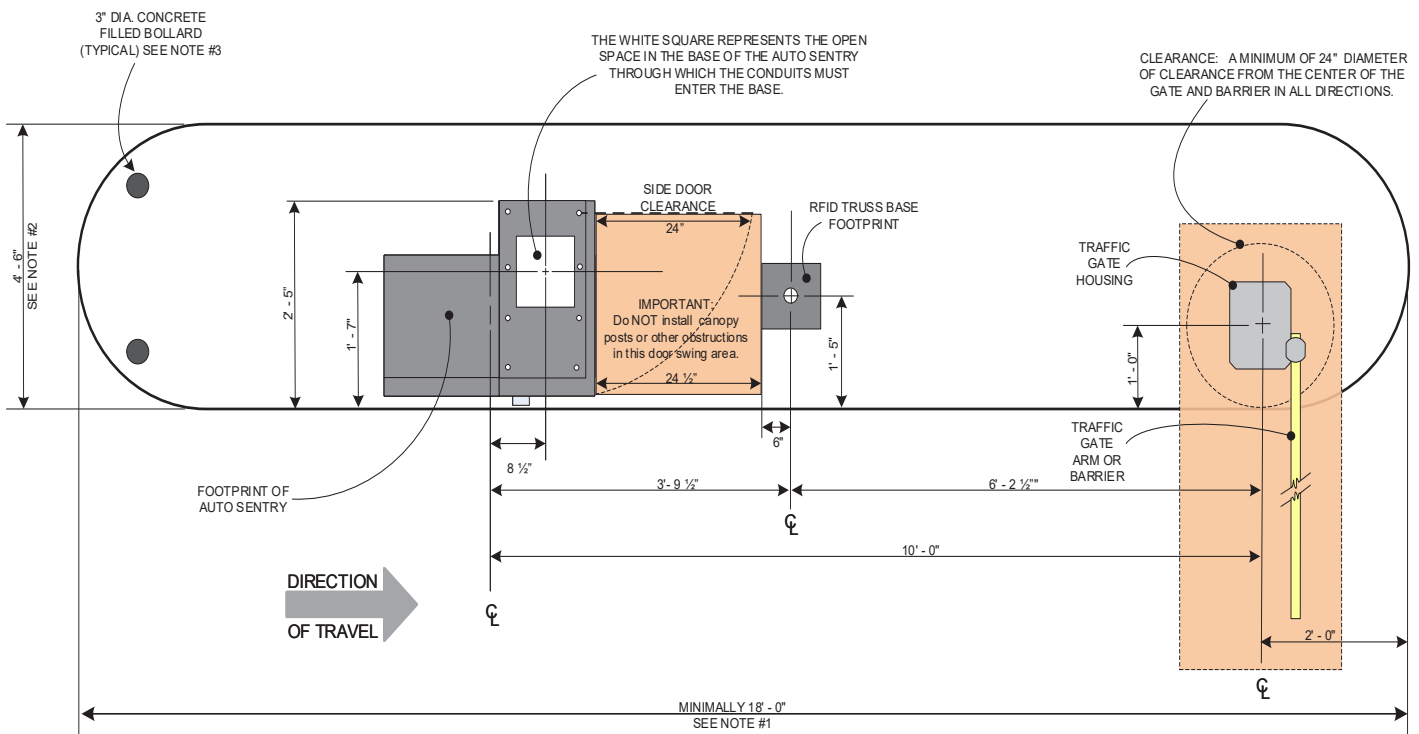 3" DIA. CONCRETE
FILLED BOLLARD
(TYPICAL) SEE NOTE #3
THE WHITE SQUARE REPRESENTS THE OPEN
SPACE IN THE BASE OF THE AUTO SENTRY
THROUGH WHICH THE CONDUITS MUST
ENTER THE BASE.
CLEARANCE: A MINIMUM OF 24" DIAMETER
OF CLEARANCE FROM THE CENTER OF THE
GATE AND BARRIER IN ALL DIRECTIONS.
4' - 6"
SEE NOTE #2
2' - 5"
1' - 7"
SIDE DOOR
CLEARANCE
24"
RFID TRUSS BASE
FOOTPRINT
IMPORTANT:
Do NOT install canopy
posts or other obstructions
in this door swing area.
24 ½"
1' - 5"
6"
TRAFFIC
GATE
HOUSING
1' - 0"
TRAFFIC
GATE
ARM OR
BARRIER
8 ½"
FOOTPRINT OF
AUTO SENTRY
3'- 9 ½"
6' - 2 ½""
℄
10' - 0"
DIRECTION
OF TRAVEL
℄
2' - 0"
℄
MINIMALLY 18' - 0"
SEE NOTE #1